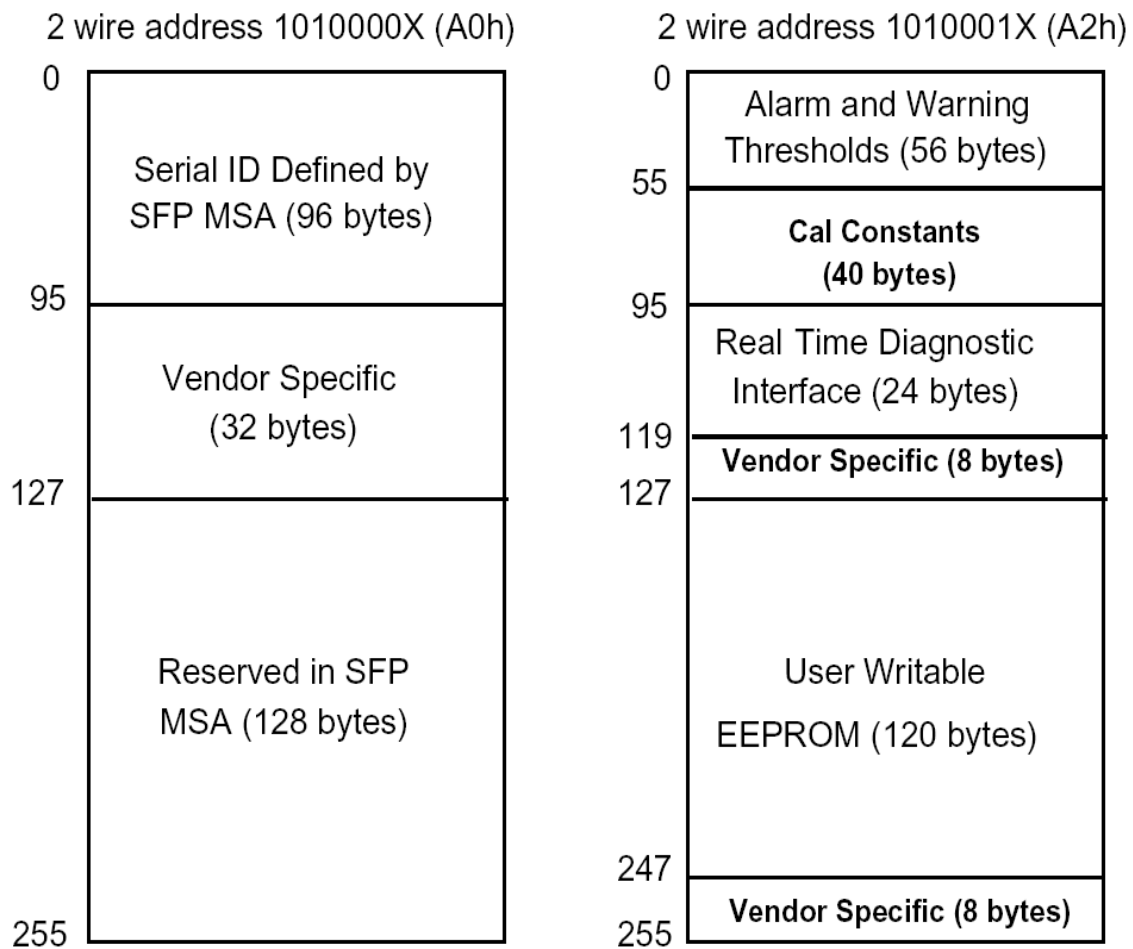 2 wire address 1010000X (A0h)
0
Serial ID Defined by
SFP MSA (96 bytes)
95
Vendor Specific
(32 bytes)
127
Reserved in SFP
MSA (128 bytes)
255
2 wire address 1010001X (A2h)
0
Alarm and Warning
Thresholds (56 bytes)
55
Cal Constants
(40 bytes)
95
Real Time Diagnostic
Interface (24 bytes)
119
Vendor Specific (8 bytes)
127
User Writable
EEPROM (120 bytes)
247
Vendor Specific (8 bytes)
255